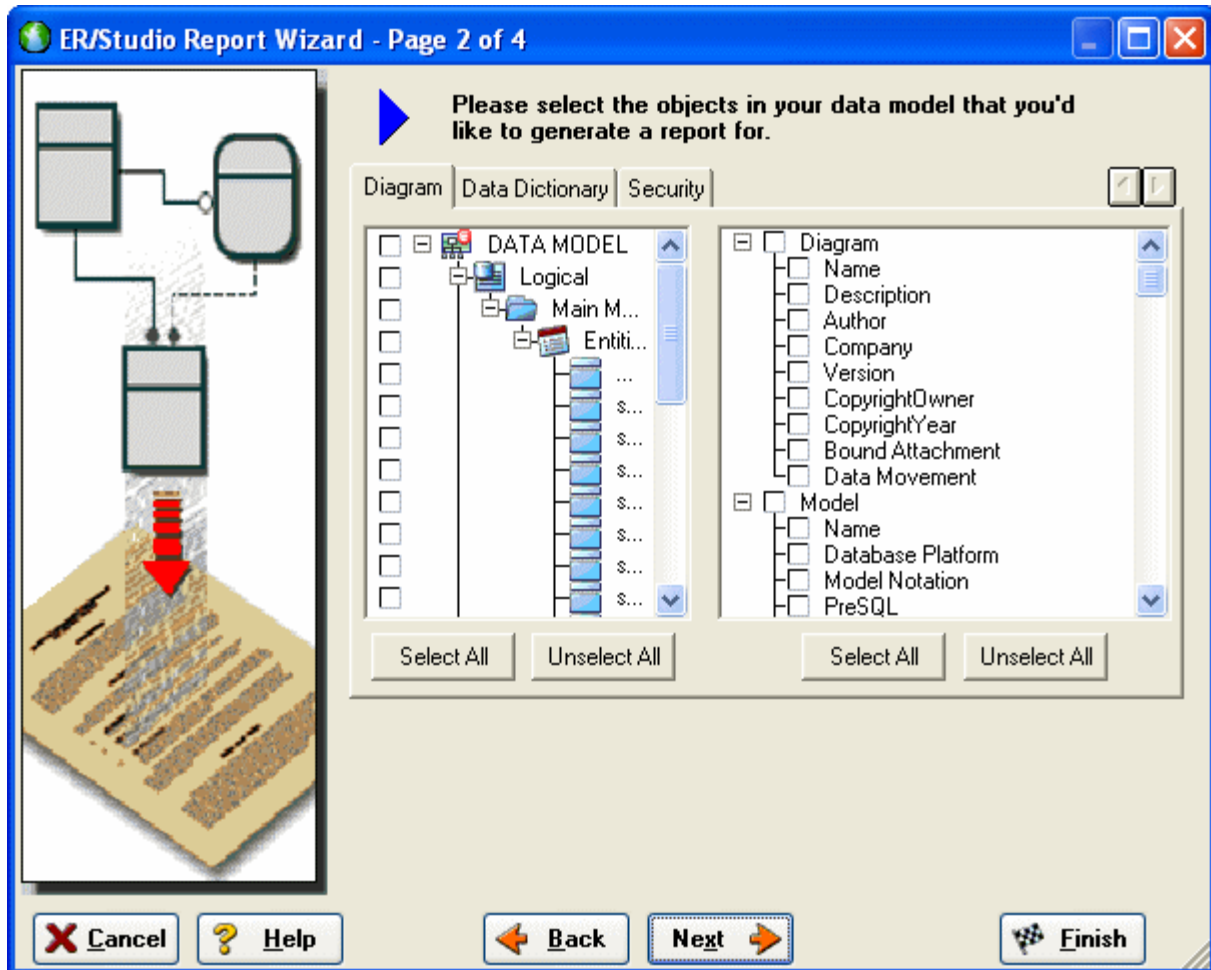 ER/Studio Report Wizard - Page 2 of 4
Please select the objects in your data model that you'd
like to generate a report for.
Diagram
Data Dictionary
Security
DATA MODEL
Logical
Main M...
Entiti...
...
s...
s...
s...
s...
s...
s...
s...
Diagram
Name
Description
Author
Company
Version
CopyrightOwner
CopyrightYear
Bound Attachment
Data Movement
Model
Name
Database Platform
Model Notation
PreSQL
Select All
Unselect All
Select All
Unselect All
Cancel
Help
Back
Next
Finish